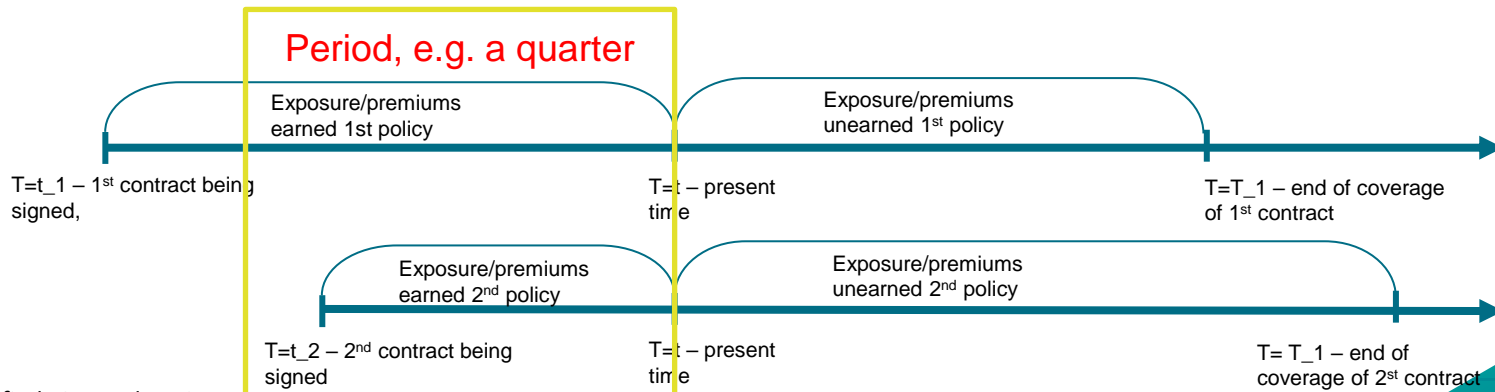 Period, e.g. a quarter
Exposure/premiums
earned 1st policy
Exposure/premiums
unearned 1st policy
T=t_1 – 1st contract being
signed,
T=t – present
time
T=T_1 – end of coverage
of 1st contract
Exposure/premiums
earned 2nd policy
Exposure/premiums
unearned 2nd policy
T=t_2 – 2nd contract being
signed
T=t – present
time
T= T_1 – end of
coverage of 2st contract